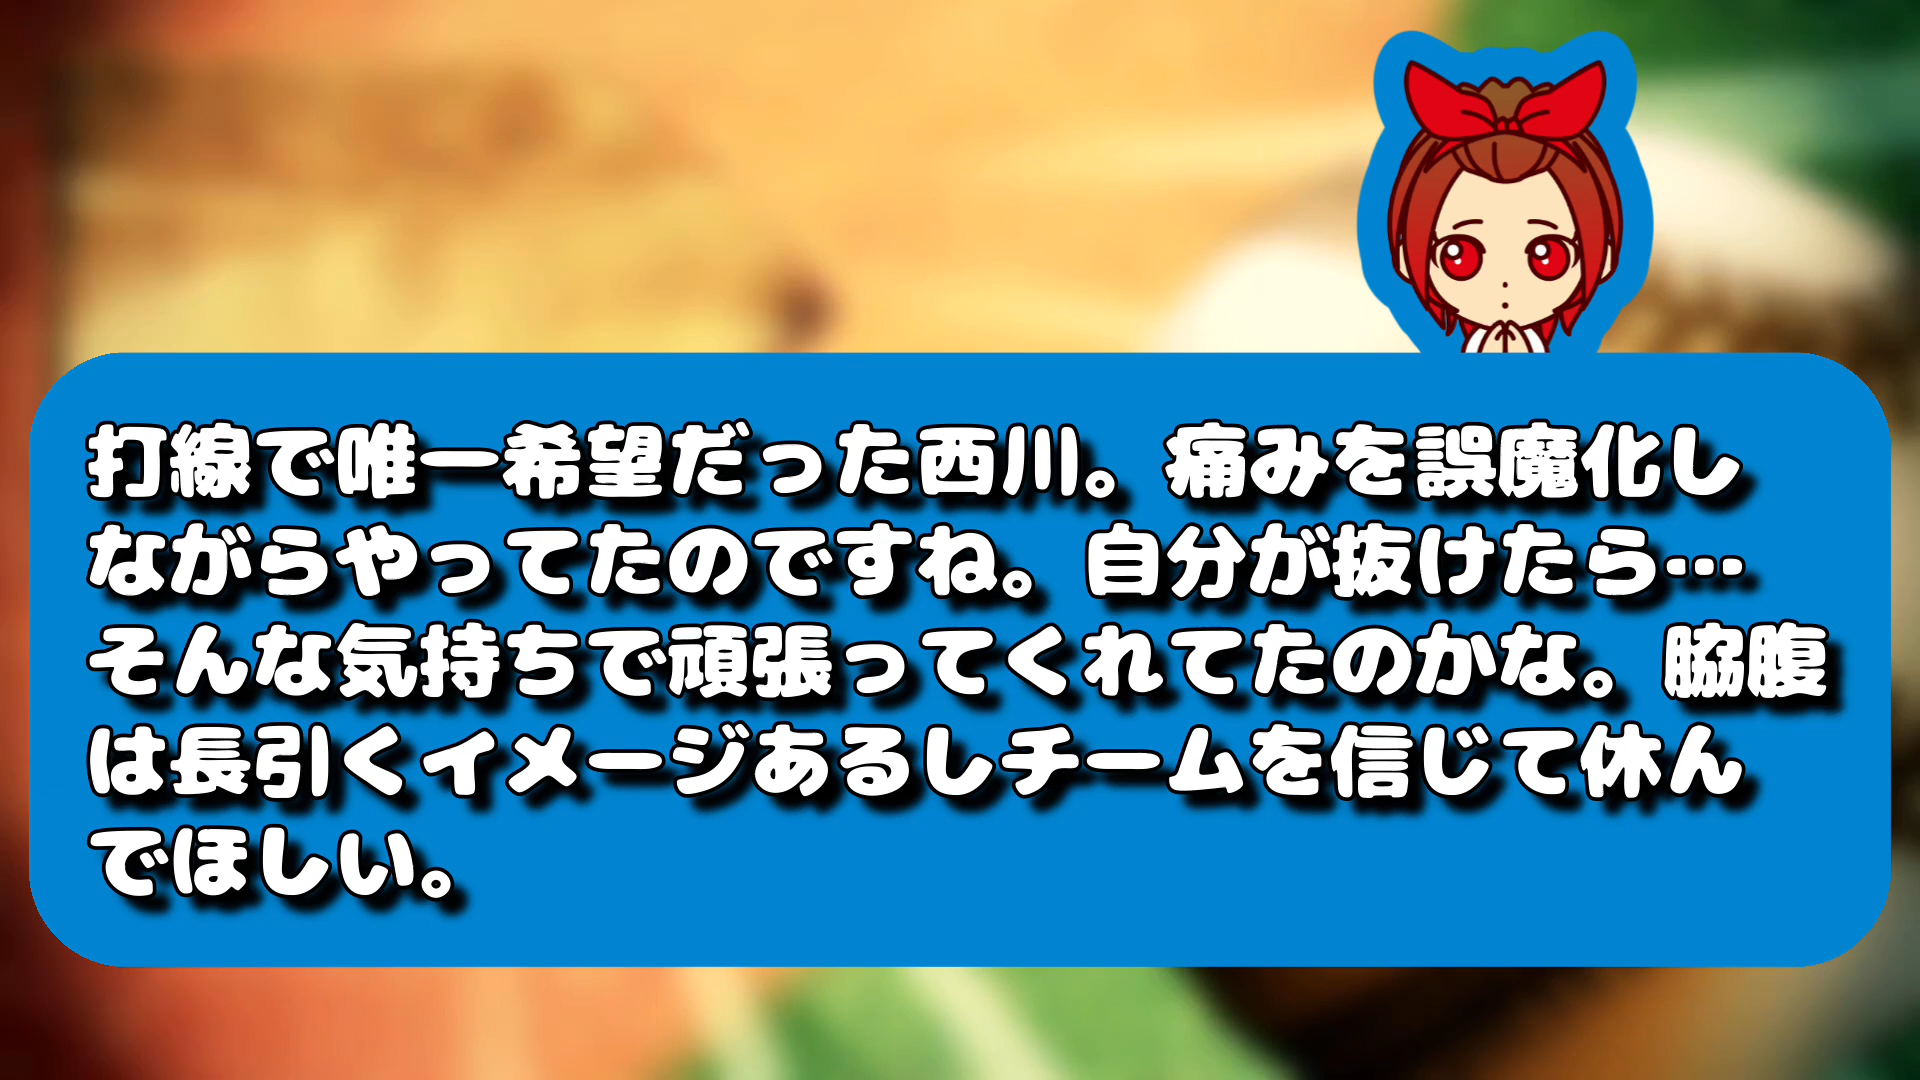 打線で唯一希望だった西川。痛みを誤魔化し
ながらやってたのですね。自分が抜けたら…
そんな気持ちで頑張ってくれてたのかな。脇腹
は長引くイメージあるしチームを信じて休ん
でほしい。